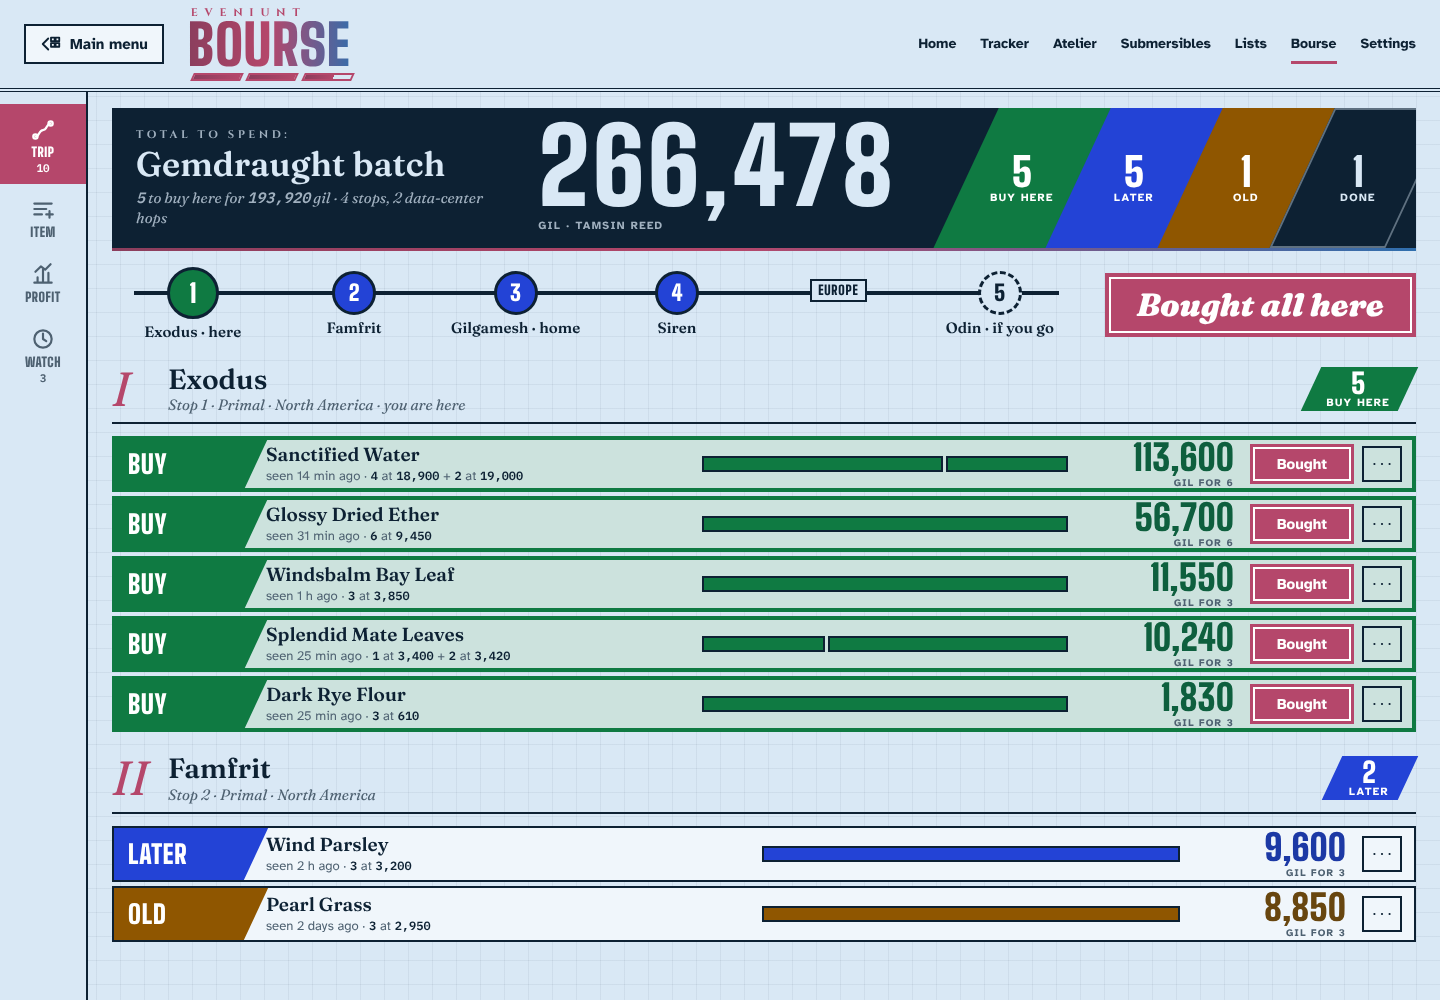 Main menu
EVENIUNT
BOURSE
Home
Tracker
Atelier
Submersibles
Lists
Bourse
Settings
TRIP
10
ITEM
PROFIT
WATCH
3
TOTAL TO SPEND:
Gemdraught batch
5 to buy here for 193,920 gil · 4 stops, 2 data-center
hops
266,478
GIL · TAMSIN REED
5
BUY HERE
5
LATER
1
OLD
1
DONE
1
Exodus · here
2
Famfrit
3
Gilgamesh · home
4
Siren
EUROPE
5
Odin · if you go
Bought all here
I
Exodus
Stop 1 · Primal · North America · you are here
5
BUY HERE
BUY
Sanctified Water
seen 14 min ago · 4 at 18,900 + 2 at 19,000
113,600
GIL FOR 6
Bought
...
BUY
Glossy Dried Ether
seen 31 min ago · 6 at 9,450
56,700
GIL FOR 6
Bought
...
BUY
Windsbalm Bay Leaf
seen 1 h ago · 3 at 3,850
11,550
GIL FOR 3
Bought
...
BUY
Splendid Mate Leaves
seen 25 min ago · 1 at 3,400 + 2 at 3,420
10,240
GIL FOR 3
Bought
...
BUY
Dark Rye Flour
seen 25 min ago · 3 at 610
1,830
GIL FOR 3
Bought
...
II
Famfrit
Stop 2 · Primal · North America
2
LATER
LATER
Wind Parsley
seen 2 h ago · 3 at 3,200
9,600
GIL FOR 3
...
OLD
Pearl Grass
seen 2 days ago · 3 at 2,950
8,850
GIL FOR 3
...